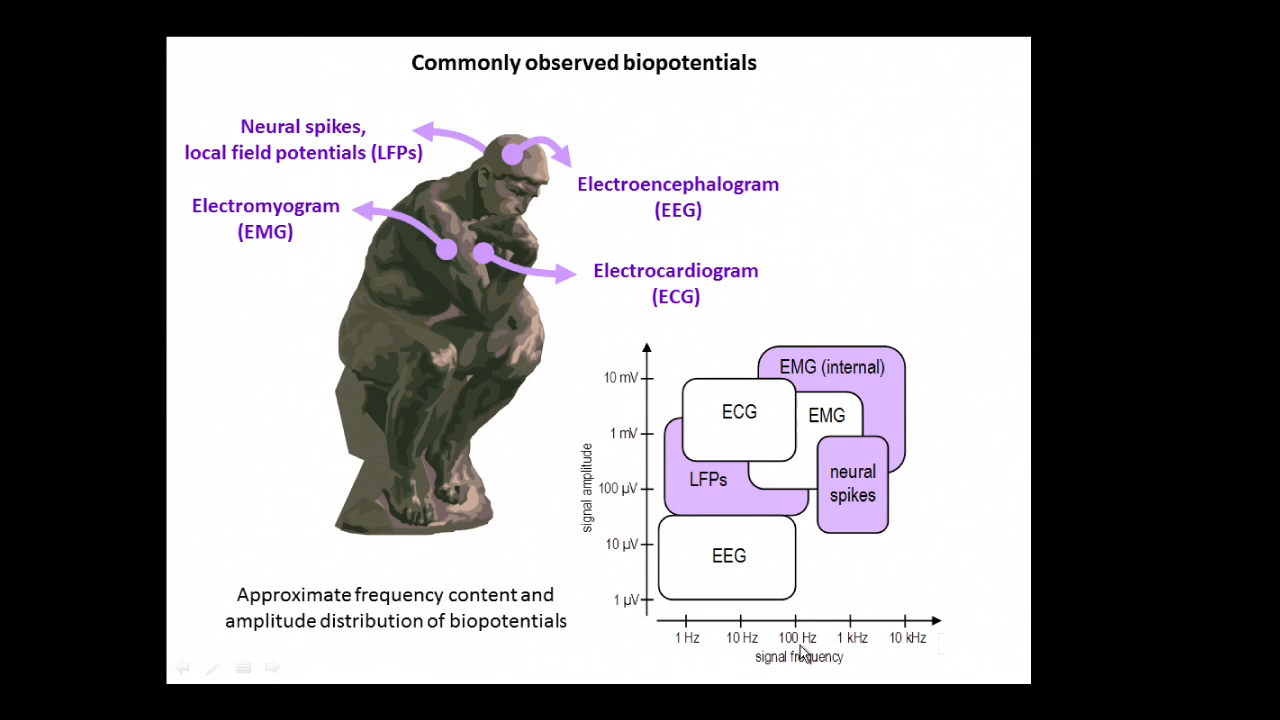 Commonly observed biopotentials
Neural spikes,
local field potentials (LFPs)
Electroencephalogram
(EEG)
Electromyogram
(EMG)
Electrocardiogram
(ECG)
EMG (internal)
10 mV
ECG
EMG
1 mV
LFPs
neural
spikes
100 µV
signal amplitude
10 µV
EEG
1 µV
1 Hz 10 Hz 100 Hz 1 kHz 10 kHz
signal frequency
Approximate frequency content and
amplitude distribution of biopotentials